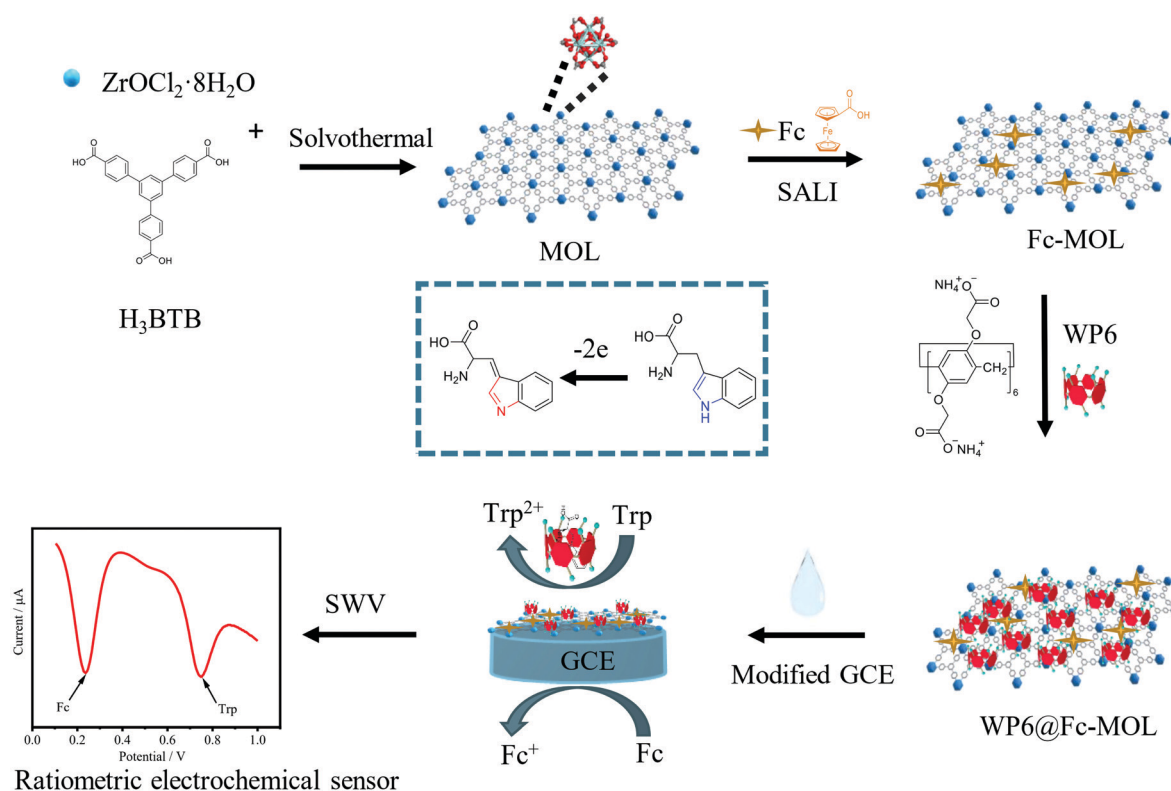 ZrOCl₂·8H₂O
+
Solvothermal
Fc
SALI
O
OH
Fe
O
HO
O
OH
O
OH
H₃BTB
MOL
Fc-MOL
O
HO
H₂N
N
-2e
O
HO
H₂N
N
H
NH₄⁺O⁻
O
O
CH₂
6
O
O
O⁻NH₄⁺
WP6
Trp²⁺
Trp
GCE
Fc⁺
Fc
SWV
Modified GCE
WP6@Fc-MOL
Current / μA
Fc
Trp
0.0 0.2 0.4 0.6 0.8 1.0
Potential / V
Ratiometric electrochemical sensor